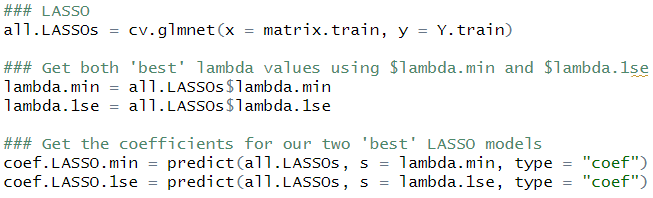 ### LASSO
all.LASSOs = cv.glmnet(x = matrix.train, y = Y.train)
### Get both 'best' lambda values using $lambda.min and $lambda.1se
lambda.min = all.LASSOs$lambda.min
lambda.1se = all.LASSOs$lambda.1se
### Get the coefficients for our two 'best' LASSO models
coef.LASSO.min = predict(all.LASSOs, s = lambda.min, type = "coef")
coef.LASSO.1se = predict(all.LASSOs, s = lambda.1se, type = "coef")